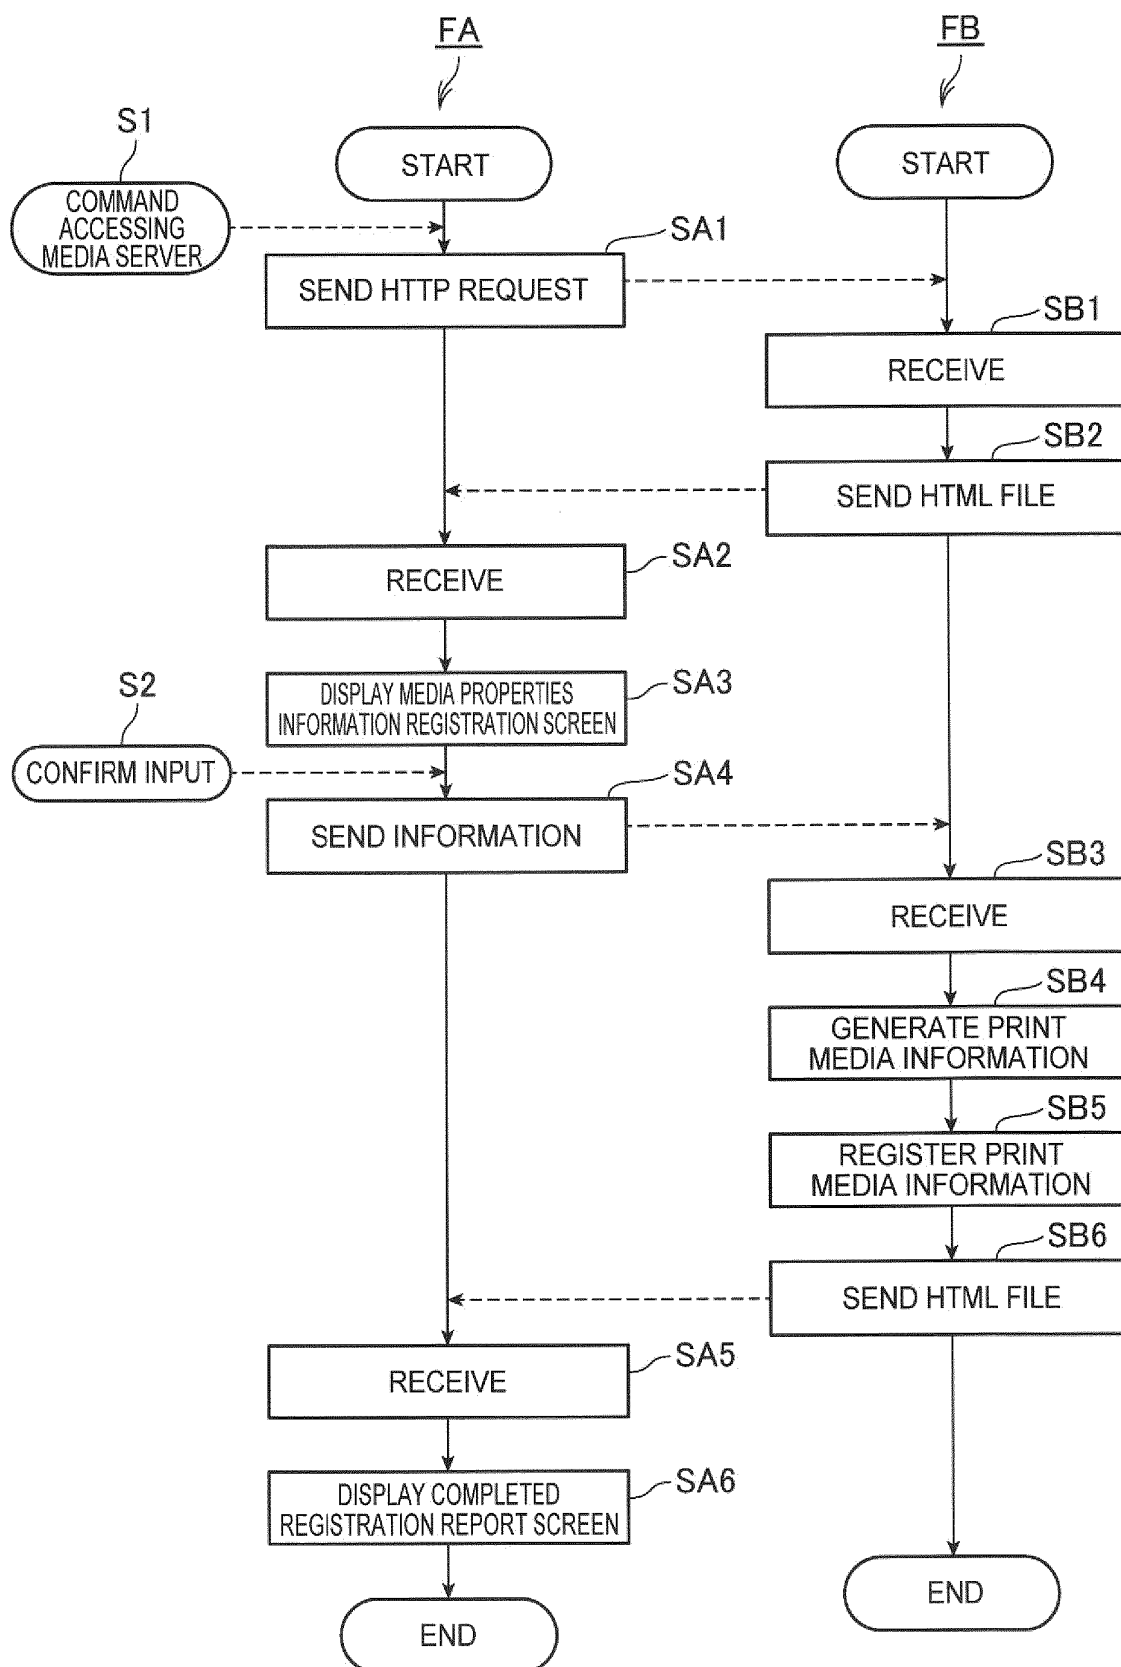 FA
FB
S1
START
START
COMMAND
ACCESSING
MEDIA SERVER
SA1
SEND HTTP REQUEST
SB1
RECEIVE
SB2
SEND HTML FILE
SA2
RECEIVE
S2
SA3
DISPLAY MEDIA PROPERTIES
INFORMATION REGISTRATION SCREEN
CONFIRM INPUT
SA4
SEND INFORMATION
SB3
RECEIVE
SB4
GENERATE PRINT
MEDIA INFORMATION
SB5
REGISTER PRINT
MEDIA INFORMATION
SB6
SEND HTML FILE
SA5
RECEIVE
SA6
DISPLAY COMPLETED
REGISTRATION REPORT SCREEN
END
END